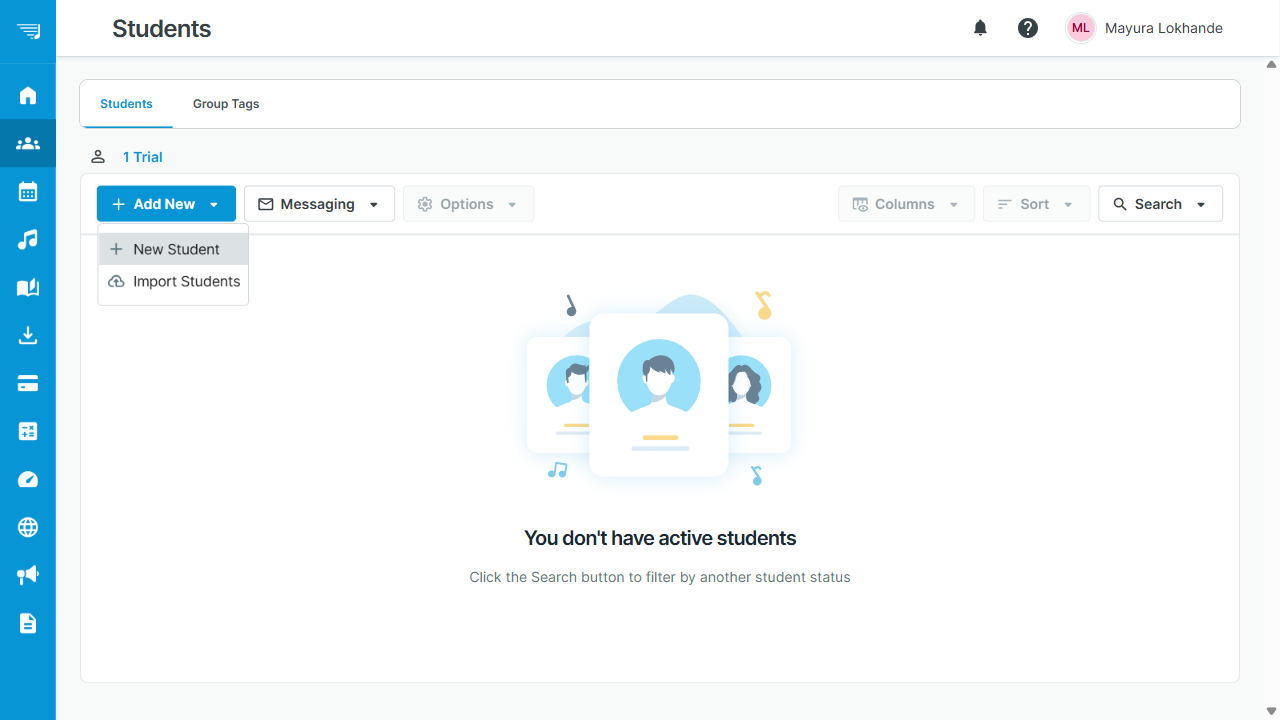 Students
ML
Mayura Lokhande
Students
Group Tags
1 Trial
Add New
Messaging
Options
Columns
Sort
Search
New Student
Import Students
You don't have active students
Click the Search button to filter by another student status